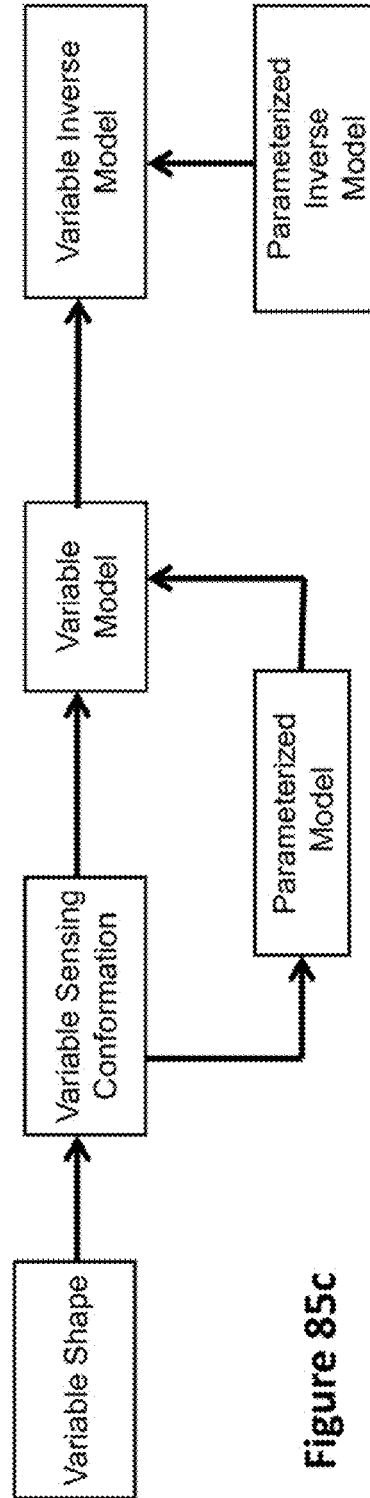 Variable Shape
Variable Sensing
Conformation
Variable
Model
Variable Inverse
Model
Parameterized
Model
Parameterized
Inverse
Model
Figure 85c